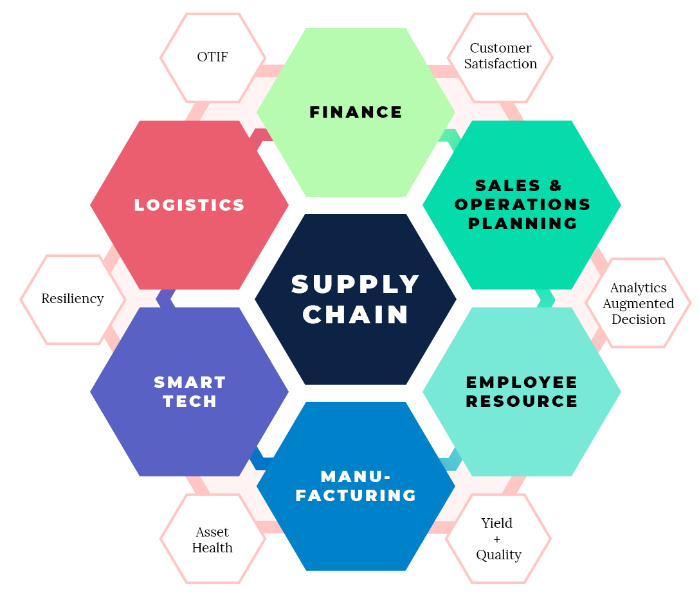 OTIF
Customer
Satisfaction
FINANCE
LOGISTICS
SALES &
OPERATIONS
PLANNING
SUPPLY
CHAIN
Resiliency
Analytics
Augmented
Decision
SMART
TECH
EMPLOYEE
RESOURCE
MANU-
FACTURING
Asset
Health
Yield
+
Quality